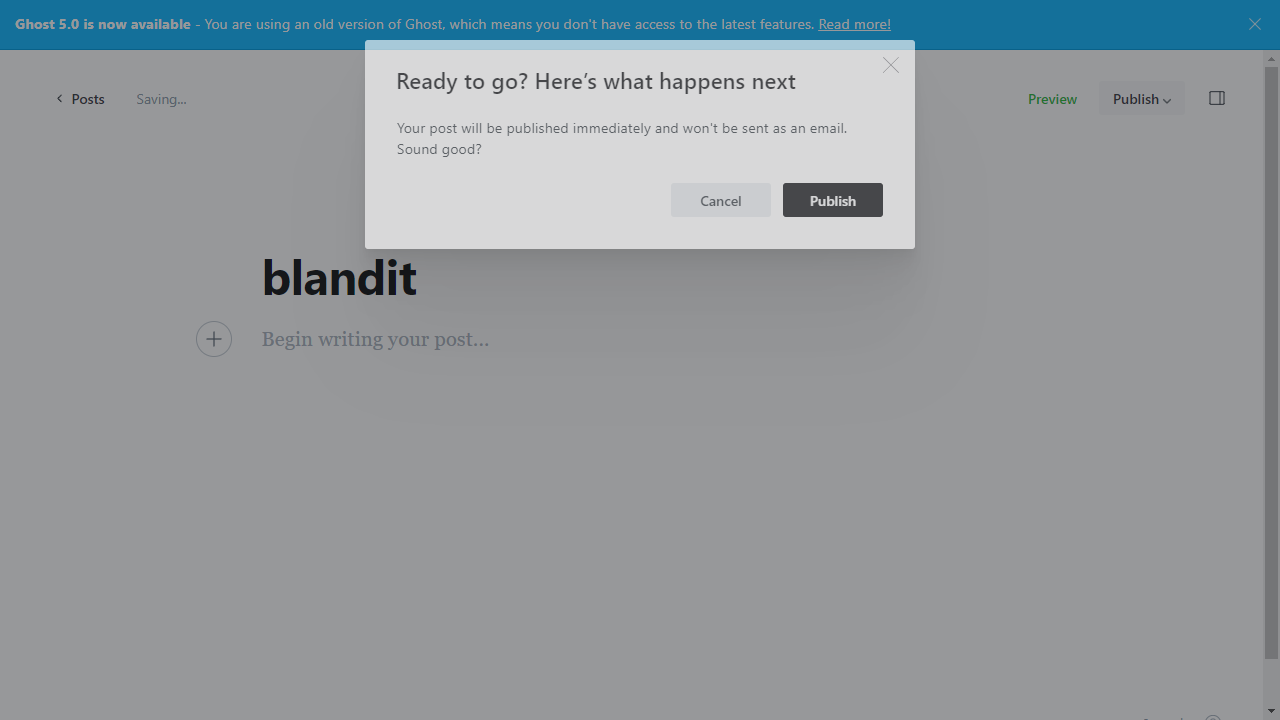 Ghost 5.0 is now available - You are using an old version of Ghost, which means you don't have access to the latest features. Read more!
Ready to go? Here’s what happens next
Posts
Saving...
Preview
Publish
Your post will be published immediately and won't be sent as an email.
Sound good?
Cancel
Publish
blandit
Begin writing your post...